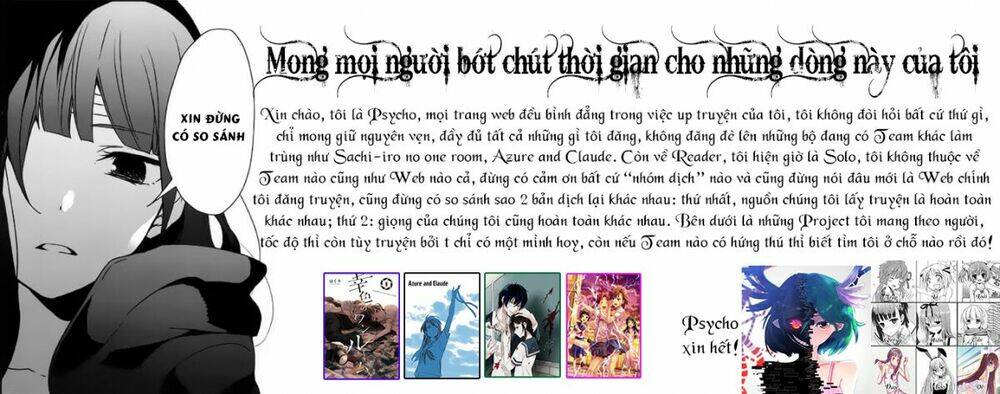 Mong mọi người bớt chút thời gian cho những dòng này của tôi
XIN ĐỪNG
CÓ SO SÁNH
Xin chào, tôi là Psycho, mọi trang web đều bình đẳng trong việc up truyện của tôi, tôi không đòi hỏi bất cứ thứ gì,
chỉ mong giữ nguyên vẹn, đầy đủ tất cả những gì tôi đăng, không đăng đè lên những bộ đang có Team khác làm
trùng như Sachi-iro no one room, Azure and Claude. Còn về Reader, tôi hiện giờ là Solo, tôi không thuộc về
Team nào cũng như Web nào cả, đừng có cảm ơn bất cứ “nhóm dịch” nào và cũng đừng nói đâu mới là Web chính
tôi đăng truyện, cũng đừng có so sánh sao 2 bản dịch lại khác nhau: thứ nhất, nguồn chúng tôi lấy truyện là hoàn toàn
khác nhau; thứ 2: giọng của chúng tôi cũng hoàn toàn khác nhau. Bên dưới là những Project tôi mang theo người,
tốc độ thì còn tùy truyện bởi t chỉ có một mình hoy, còn nếu Team nào có hứng thú thì biết tìm tôi ở chỗ nào rồi đó!
幸色のワンルーム
1
Azure and Claude
Psycho
xin hết!